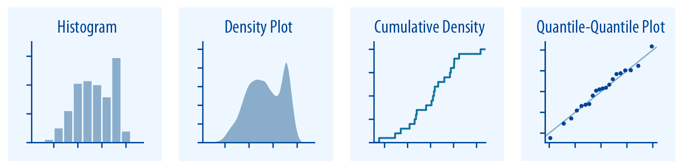 Histogram
Density Plot
Cumulative Density
Quantile-Quantile Plot